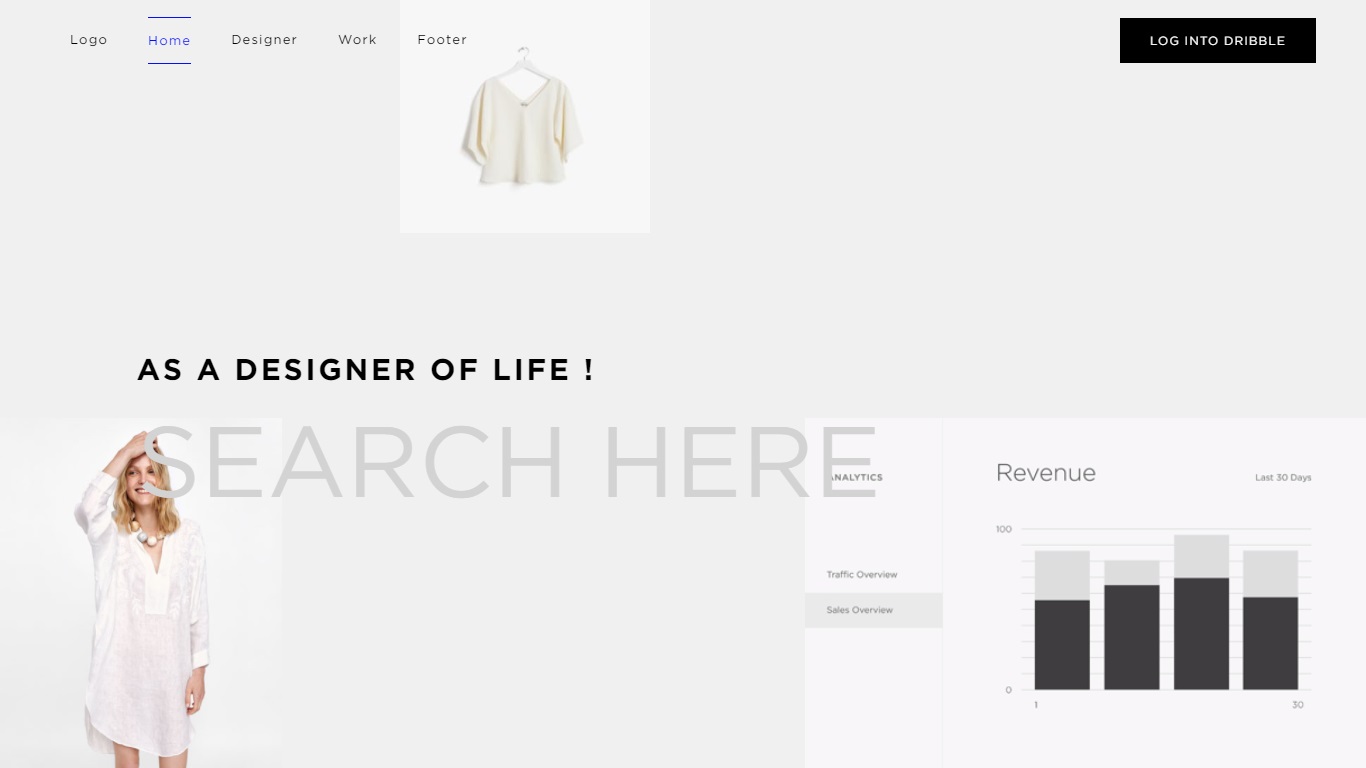 Logo
Home
Designer
Work
Footer
LOG INTO DRIBBLE
AS A DESIGNER OF LIFE !
SEARCH HERE
ANALYTICS
Revenue
Last 30 Days
100
Traffic Overview
Sales Overview
0
1
30